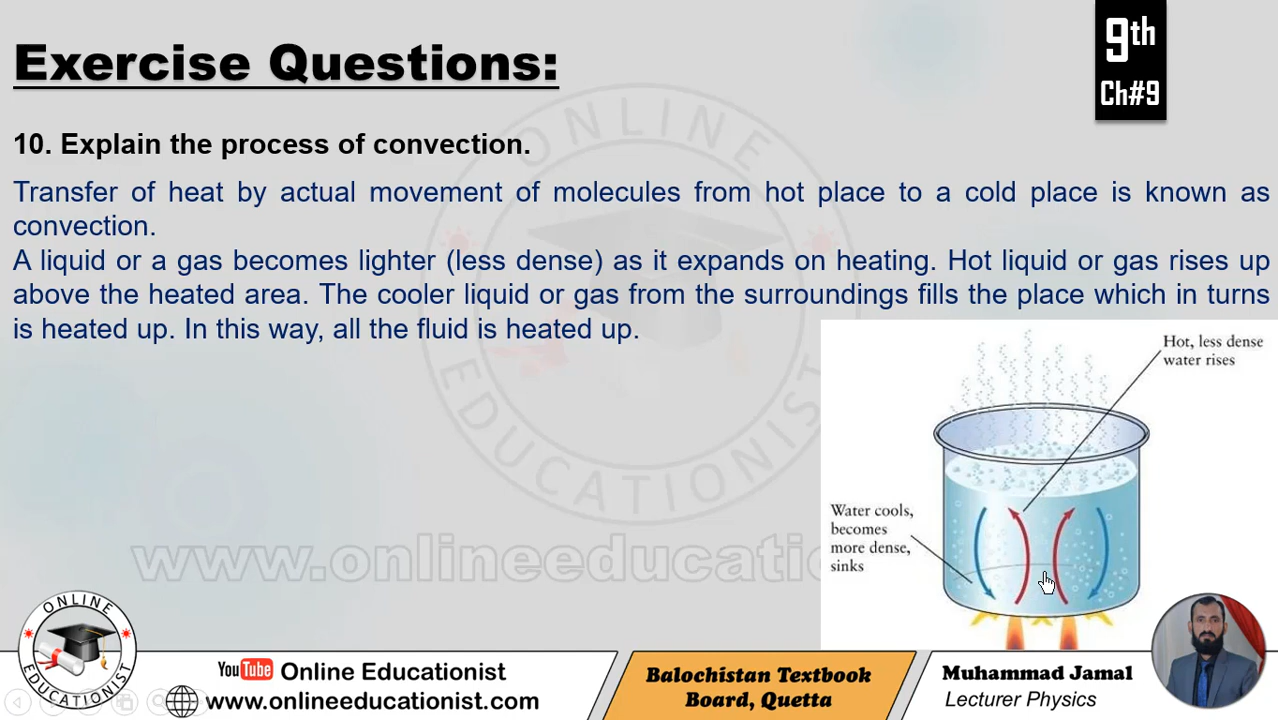 Exercise Questions:
9th
Ch#9
10. Explain the process of convection.
Transfer of heat by actual movement of molecules from hot place to a cold place is known as
convection.
A liquid or a gas becomes lighter (less dense) as it expands on heating. Hot liquid or gas rises up
above the heated area. The cooler liquid or gas from the surroundings fills the place which in turns
is heated up. In this way, all the fluid is heated up.
Hot, less dense
water rises
Water cools,
becomes
more dense,
sinks
ONLINE
EDUCATIONIST
www.onlineeducati
ONLINE
EDUCATIONIST
YouTube Online Educationist
www.onlineeducationist.com
Balochistan Textbook
Board, Quetta
Muhammad Jamal
Lecturer Physics